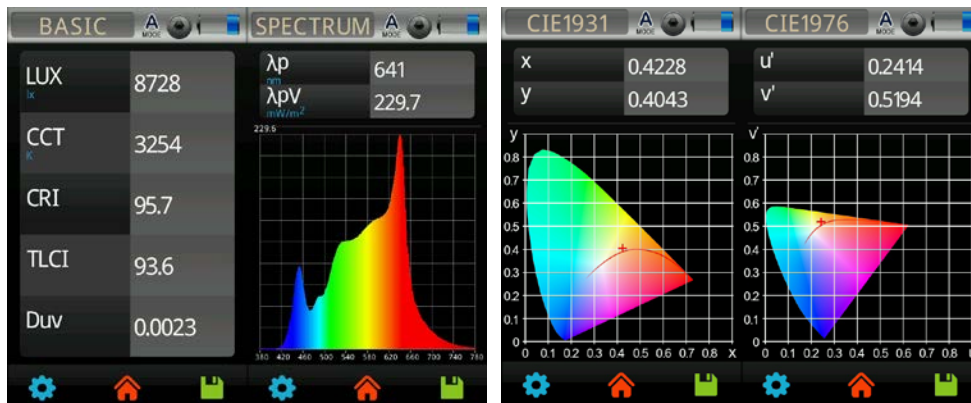 BASIC
A
MODE
LUX
lx
8728
CCT
K
3254
CRI
95.7
TLCI
93.6
Duv
0.0023
SPECTRUM
A
MODE
λp
nm
641
λpV
mW/m2
229.7
229.6
380 420 460 500 540 580 620 660 700 740 780
CIE1931
A
MODE
x
0.4228
y
0.4043
y
0.8
0.7
0.6
0.5
0.4
0.3
0.2
0.1
0
0 0.1 0.2 0.3 0.4 0.5 0.6 0.7 0.8 x
CIE1976
A
MODE
u'
0.2414
v'
0.5194
v'
0.8
0.7
0.6
0.5
0.4
0.3
0.2
0.1
0
0 0.1 0.2 0.3 0.4 0.5 0.6 0.7 0.8